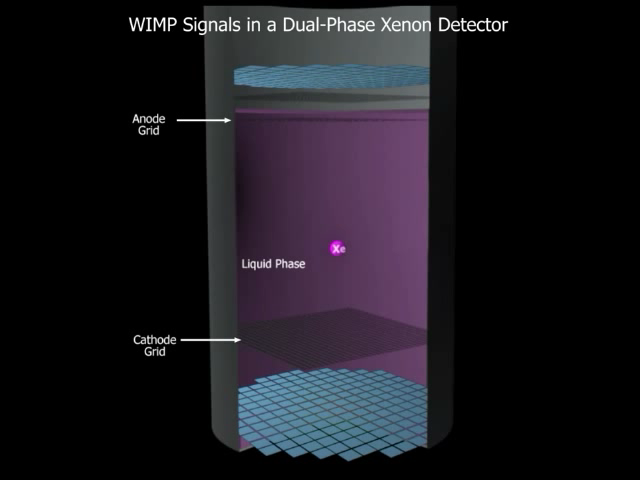 WIMP Signals in a Dual-Phase Xenon Detector
Anode
Grid
Xe
Liquid Phase
Cathode
Grid